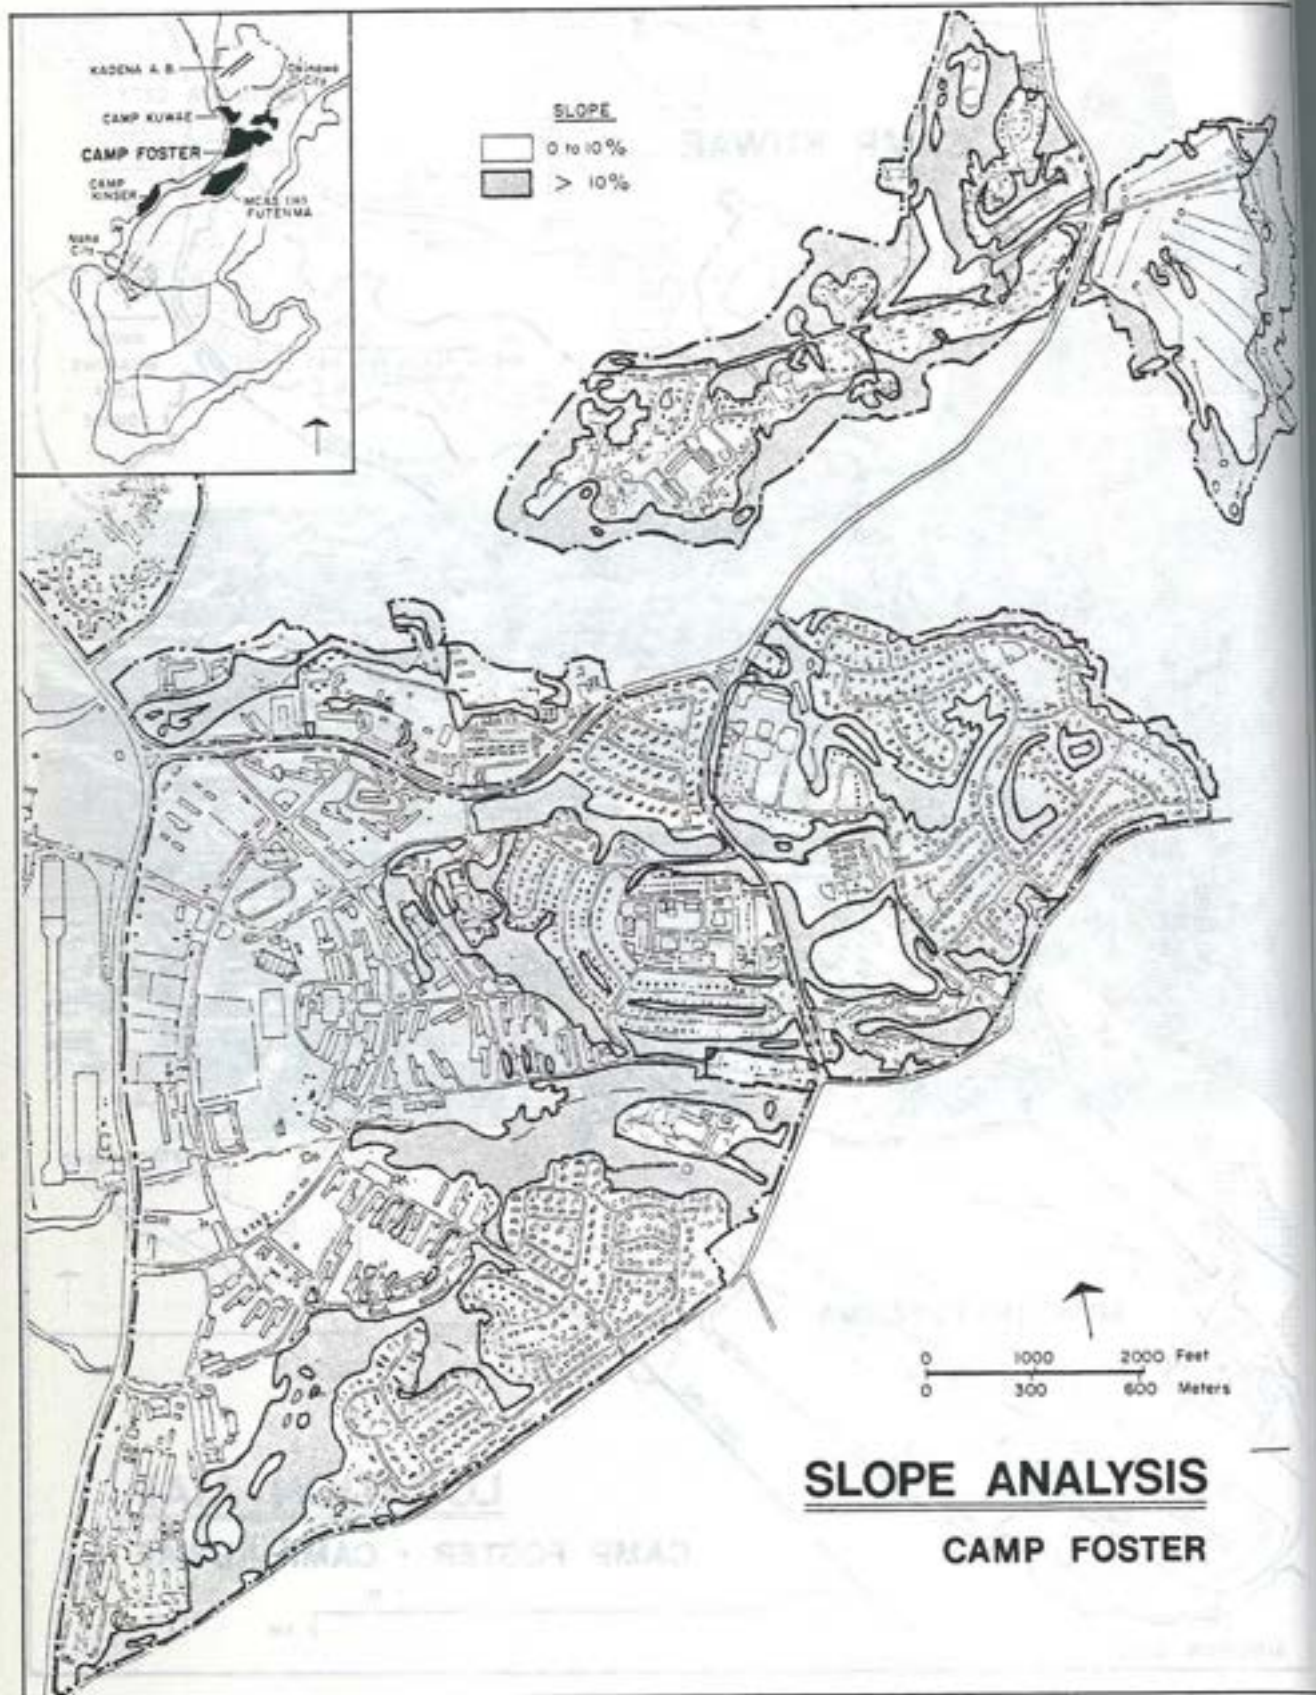 KADENA A. B.
Okinawa
City
CAMP KUWAE
CAMP FOSTER
CAMP
KINSER
MCAS (H)
FUTENMA
Naha
City
SLOPE
0 to 10%
> 10%
0 1000 2000 Feet
0 300 600 Meters
SLOPE ANALYSIS
CAMP FOSTER